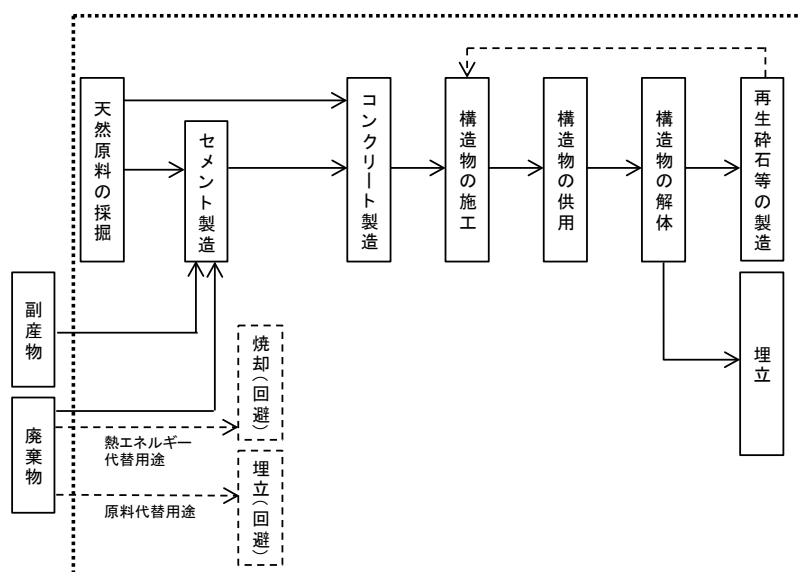 天然原料の採掘
セメント製造
コンクリート製造
構造物の施工
構造物の供用
構造物の解体
再生砕石等の製造
副産物
廃棄物
熱エネルギー
代替用途
原料代替用途
焼却(回避)
埋立(回避)
埋立